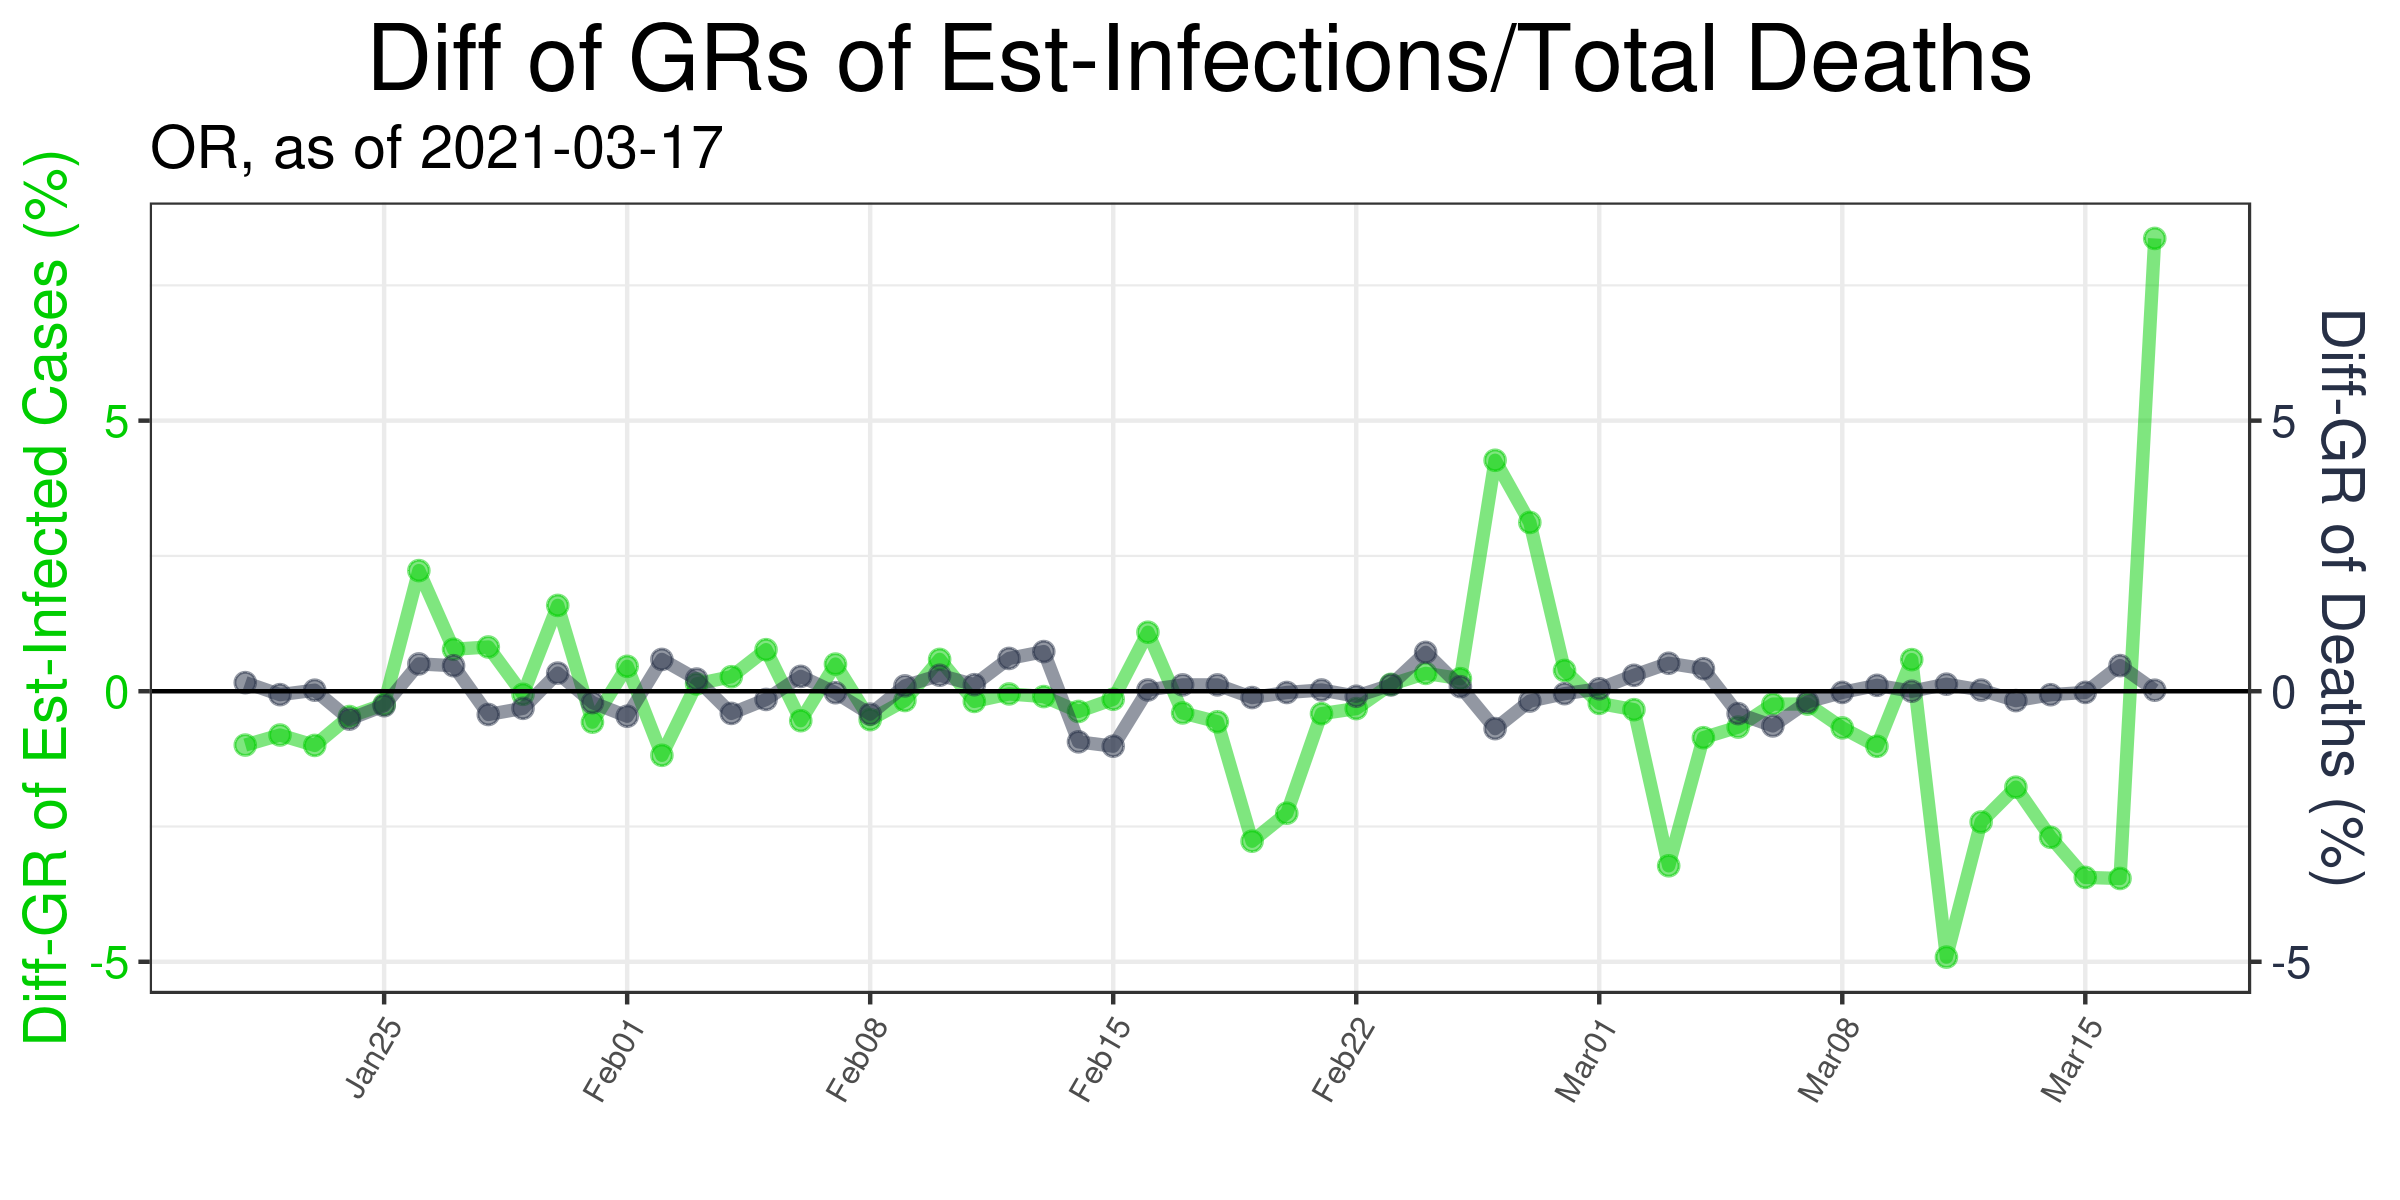 Diff of GRs of Est-Infections/Total Deaths
OR, as of 2021-03-17
Diff-GR of Est-Infected Cases (%)
5
0
-5
5
0
-5
Diff-GR of Deaths (%)
Jan25
Feb01
Feb08
Feb15
Feb22
Mar01
Mar08
Mar15